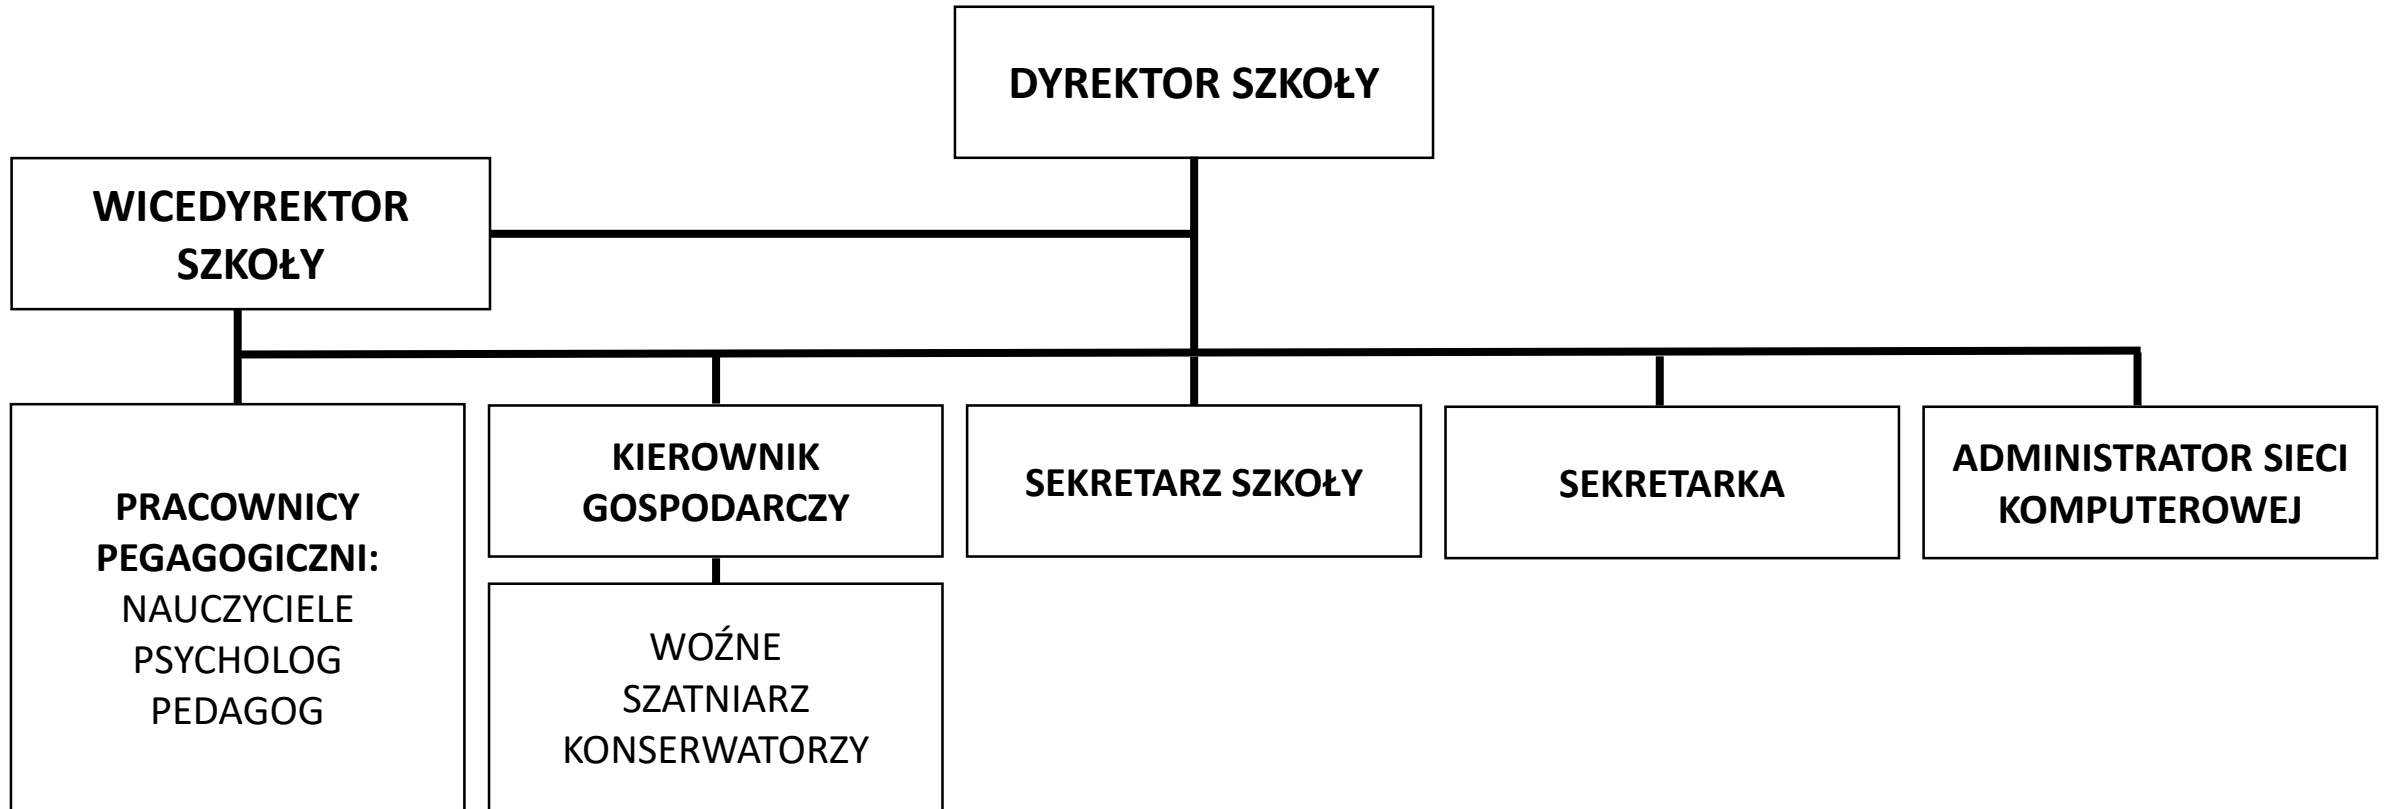 DYREKTOR SZKOŁY
WICEDYREKTOR
SZKOŁY
PRACOWNICY
PEGAGOGICZNI:
NAUCZYCIELE
PSYCHOLOG
PEDAGOG
KIEROWNIK
GOSPODARCZY
WOŹNE
SZATNIARZ
KONSERWATORZY
SEKRETARZ SZKOŁY
SEKRETARKA
ADMINISTRATOR SIECI
KOMPUTEROWEJ